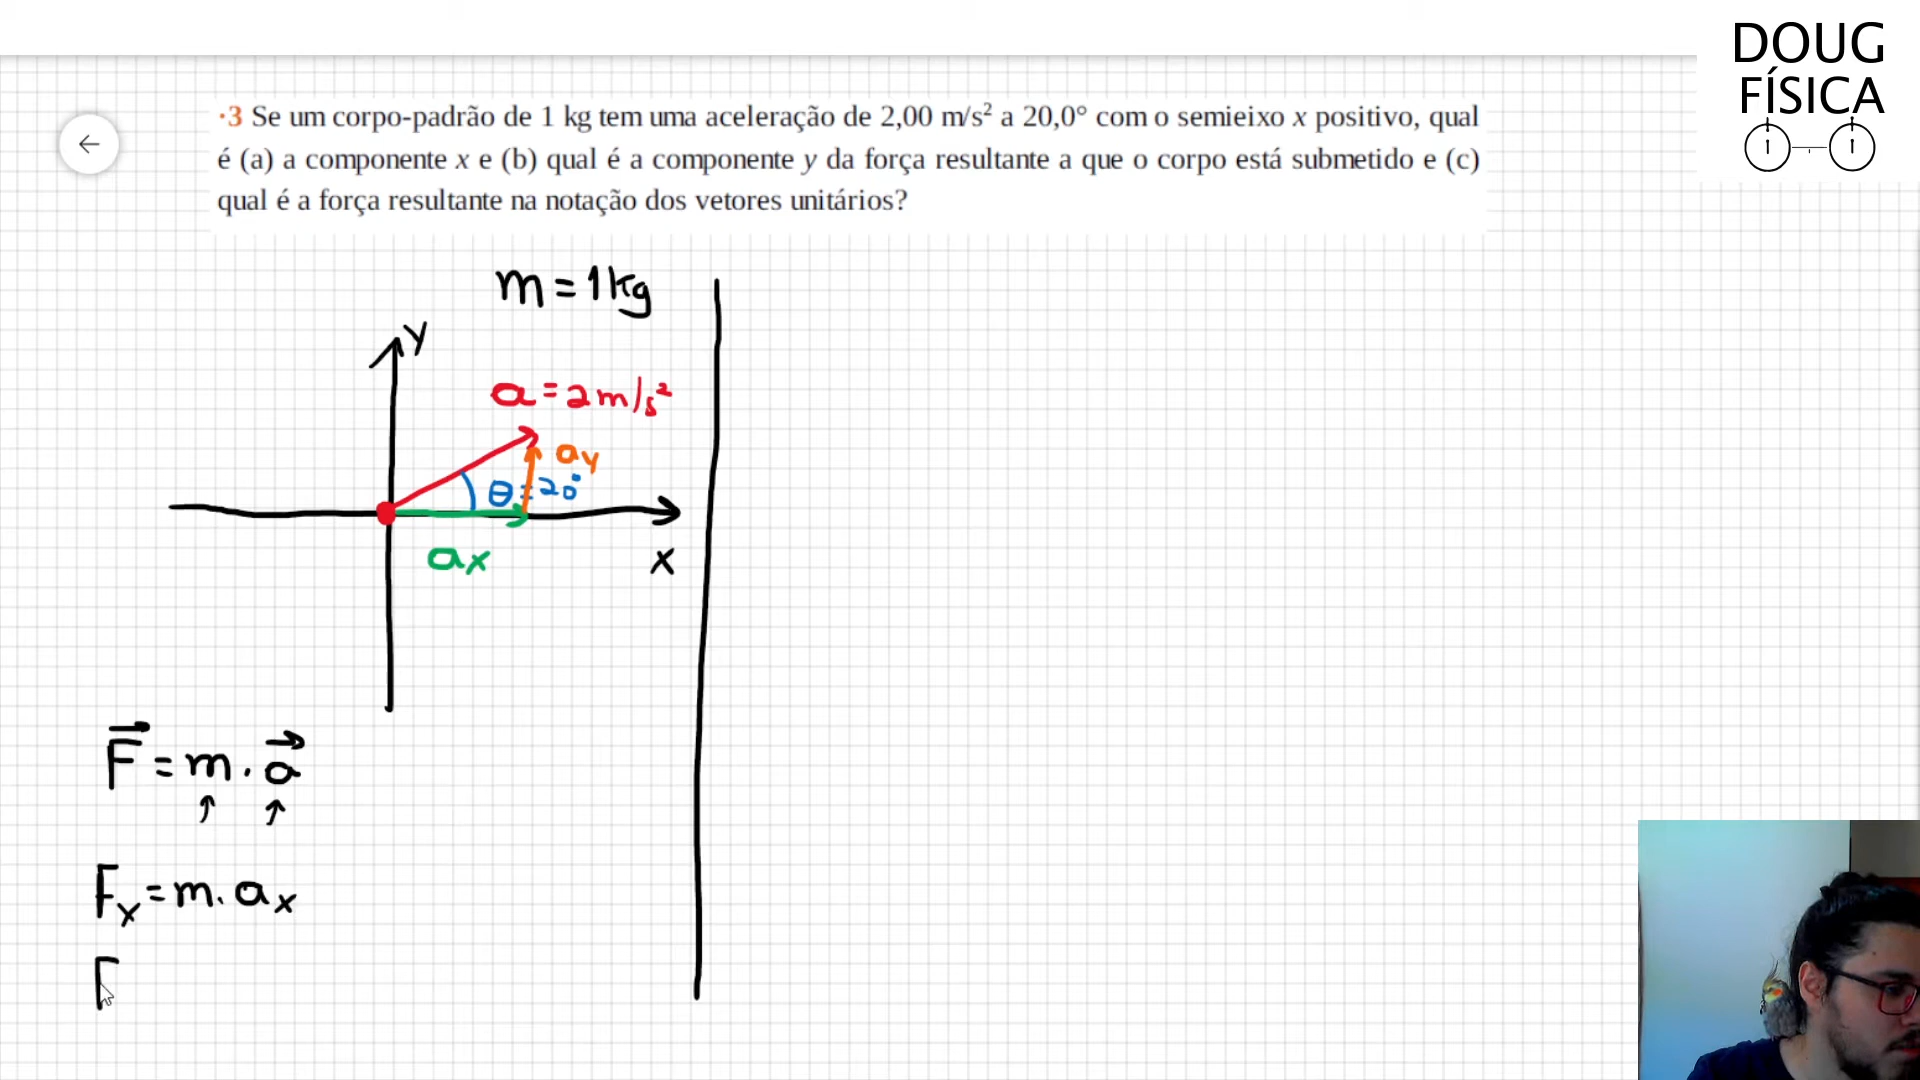 DOUG
FÍSICA
·3 Se um corpo-padrão de 1 kg tem uma aceleração de 2,00 m/s² a 20,0° com o semieixo x positivo, qual
é (a) a componente x e (b) qual é a componente y da força resultante a que o corpo está submetido e (c)
qual é a força resultante na notação dos vetores unitários?
m = 1kg
y
a = 2m/s²
ay
θ = 20°
ax
x
F = m . a
Fx = m. ax
F